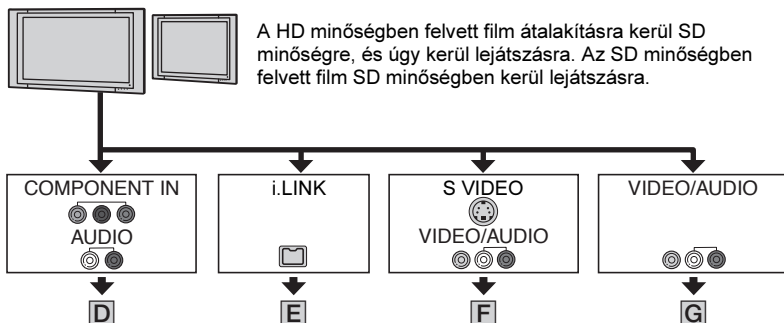 A HD minőségben felvett film átalakításra kerül SD
minőségre, és úgy kerül lejátszásra. Az SD minőségben
felvett film SD minőségben kerül lejátszásra.
COMPONENT IN
AUDIO
i.LINK
S VIDEO
VIDEO/AUDIO
VIDEO/AUDIO
D
E
F
G